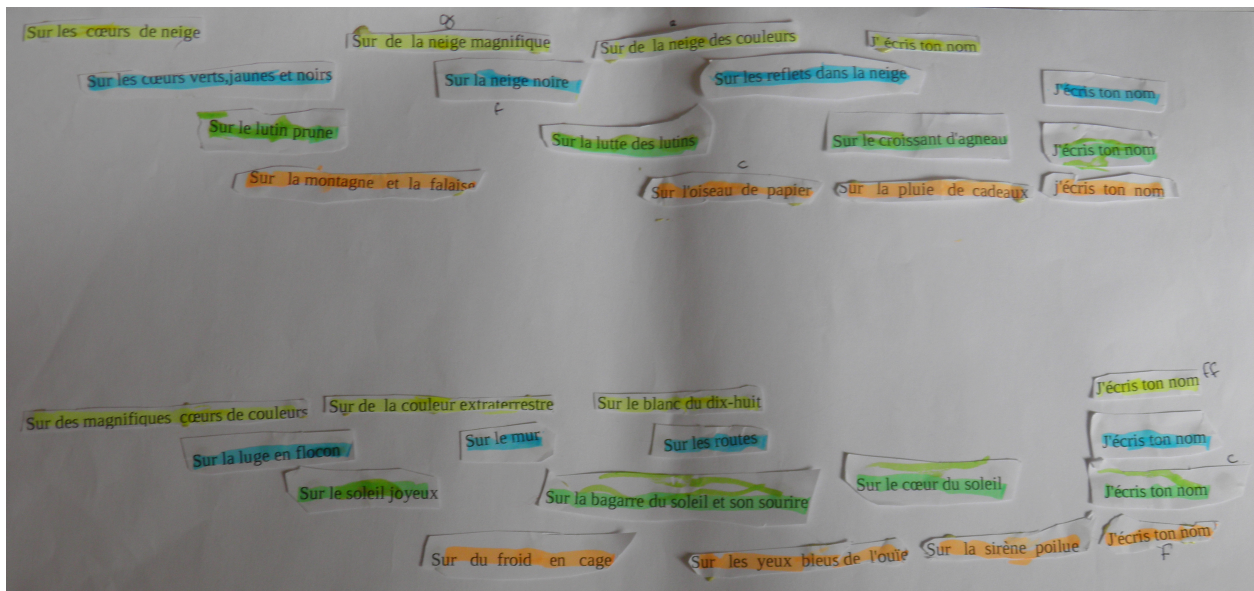 Sur les cœurs de neige Sur de la neige magnifique Sur de la neige des couleurs J'écris ton nom
Sur les cœurs verts,jaunes et noirs Sur la neige noire Sur les reflets dans la neige J'écris ton nom
f
Sur le lutin prune Sur la lutte des lutins Sur le croissant d'agneau J'écris ton nom
c
Sur la montagne et la falaise Sur l'oiseau de papier Sur la pluie de cadeaux j'écris ton nom
ff
Sur des magnifiques cœurs de couleurs Sur de la couleur extraterrestre Sur le blanc du dix-huit J'écris ton nom
Sur la luge en flocon Sur le mur Sur les routes J'écris ton nom
c
Sur le soleil joyeux Sur la bagarre du soleil et son sourire Sur le cœur du soleil J'écris ton nom
Sur du froid en cage Sur les yeux bleus de l'ouïe Sur la sirène poilue J'écris ton nom
f